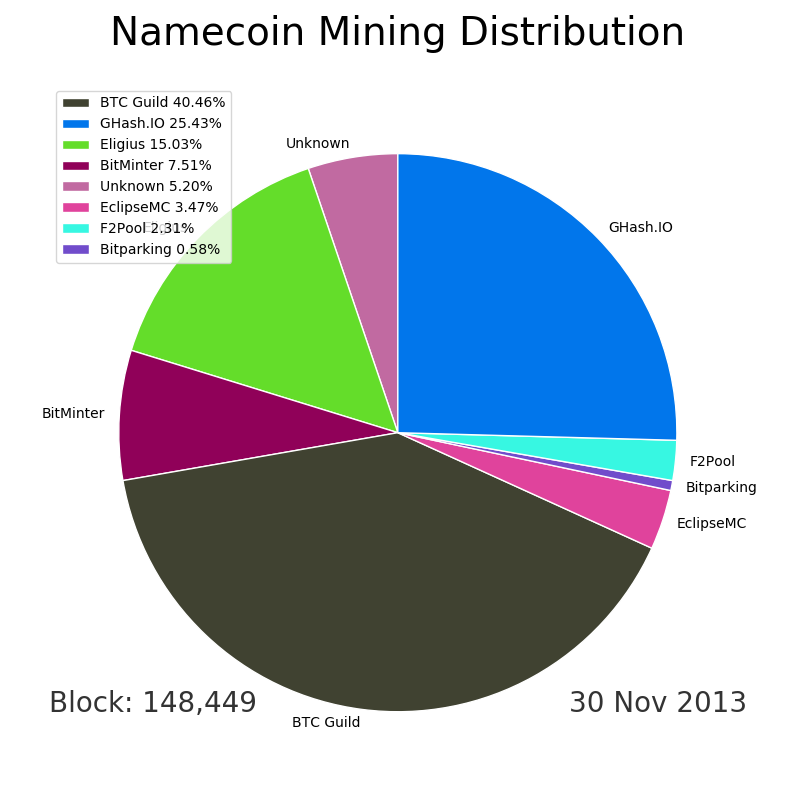 Namecoin Mining Distribution
BTC Guild 40.46%
GHash.IO 25.43%
Eligius 15.03%
BitMinter 7.51%
Unknown 5.20%
EclipseMC 3.47%
F2Pool 2.31%
Bitparking 0.58%
Unknown
GHash.IO
BitMinter
F2Pool
Bitparking
EclipseMC
Block: 148,449
30 Nov 2013
BTC Guild